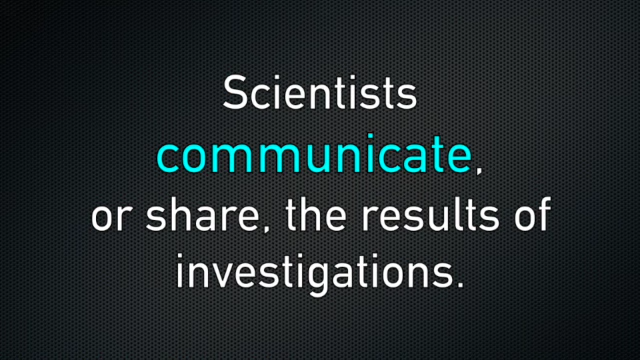 Scientists
communicate,
or share, the results of
investigations.